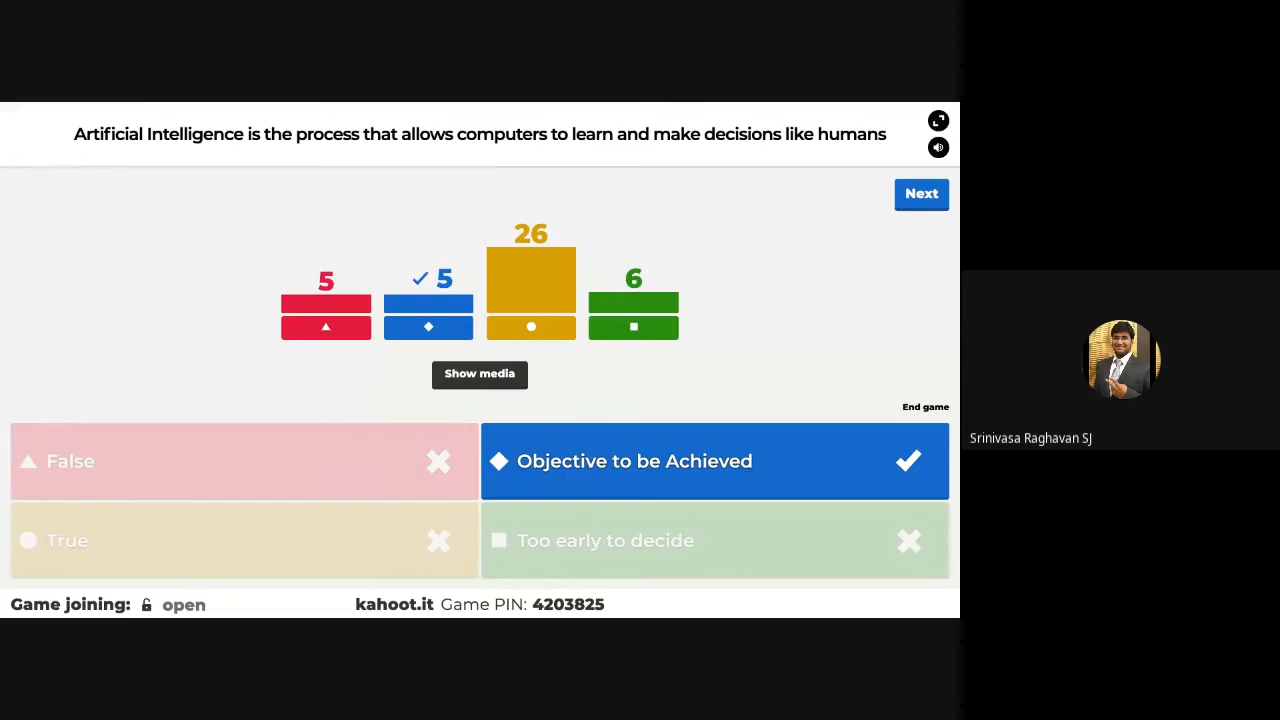 Artificial Intelligence is the process that allows computers to learn and make decisions like humans
Next
5
5
26
6
Show media
End game
False
Objective to be Achieved
True
Too early to decide
Game joining: open kahoot.it Game PIN: 4203825
Srinivasa Raghavan SJ